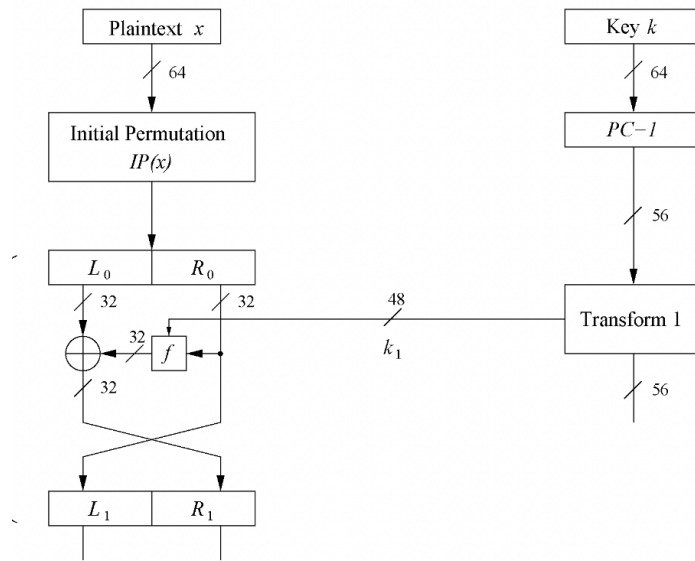 Plaintext x
Key k
64
64
Initial Permutation
IP(x)
PC−1
56
L0 R0
32 32
48
Transform 1
32
f
k1
32
56
L1 R1